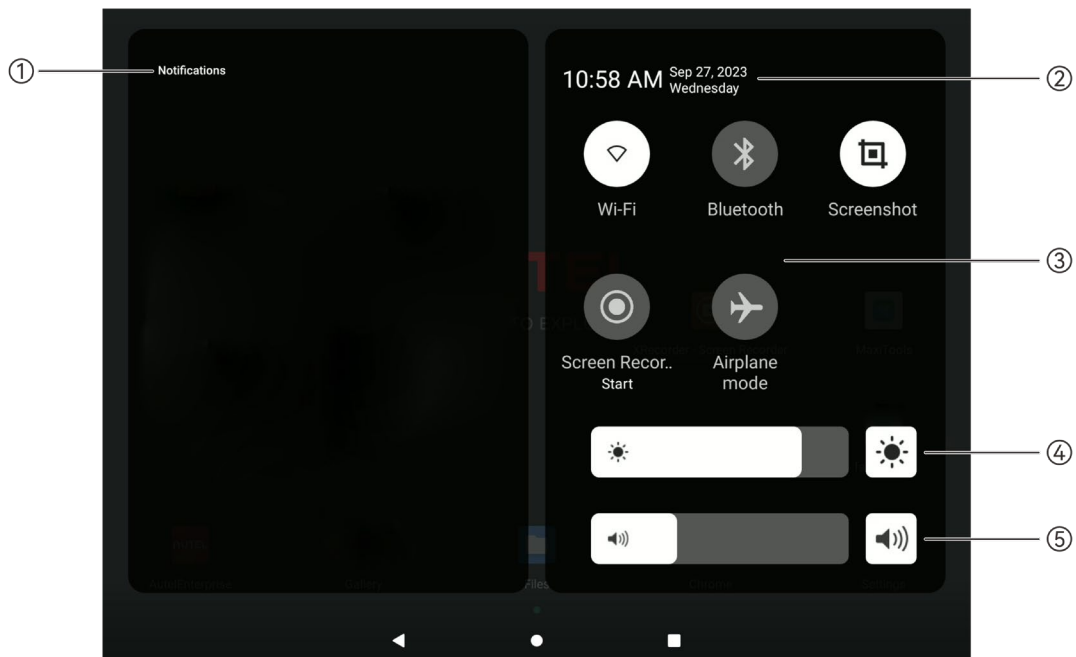 ① Notifications
10:58 AM Sep 27, 2023
Wednesday ②
Wi-Fi Bluetooth Screenshot
③
Screen Recor.. Airplane
Start mode
④
⑤
Files